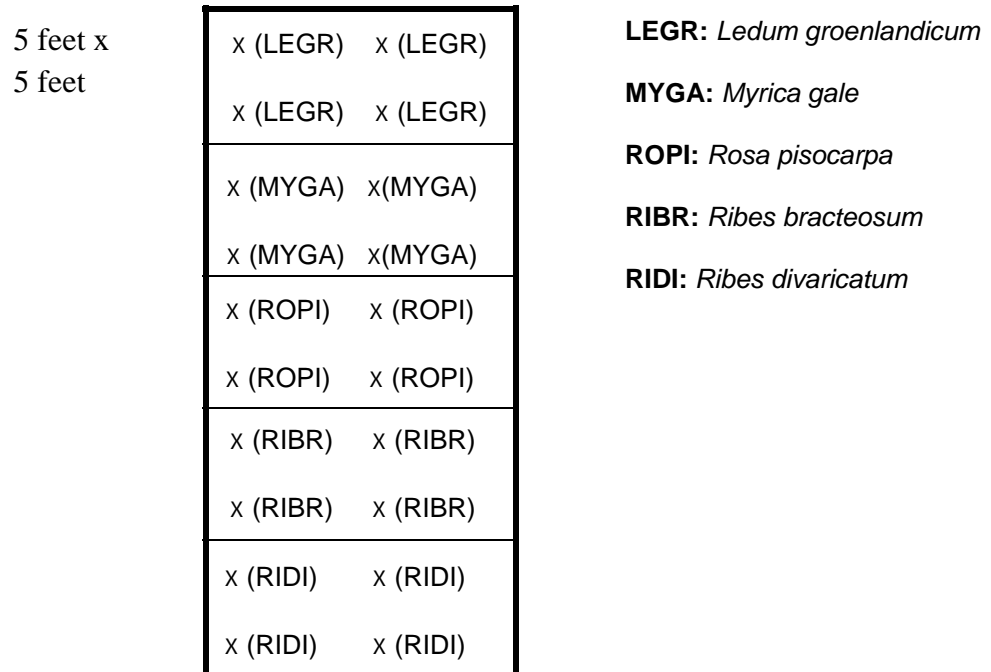 5 feet x
5 feet
x (LEGR) x (LEGR)
x (LEGR) x (LEGR)
x (MYGA) x(MYGA)
x (MYGA) x(MYGA)
x (ROPI) x (ROPI)
x (ROPI) x (ROPI)
x (RIBR) x (RIBR)
x (RIBR) x (RIBR)
x (RIDI) x (RIDI)
x (RIDI) x (RIDI)
LEGR: Ledum groenlandicum
MYGA: Myrica gale
ROPI: Rosa pisocarpa
RIBR: Ribes bracteosum
RIDI: Ribes divaricatum